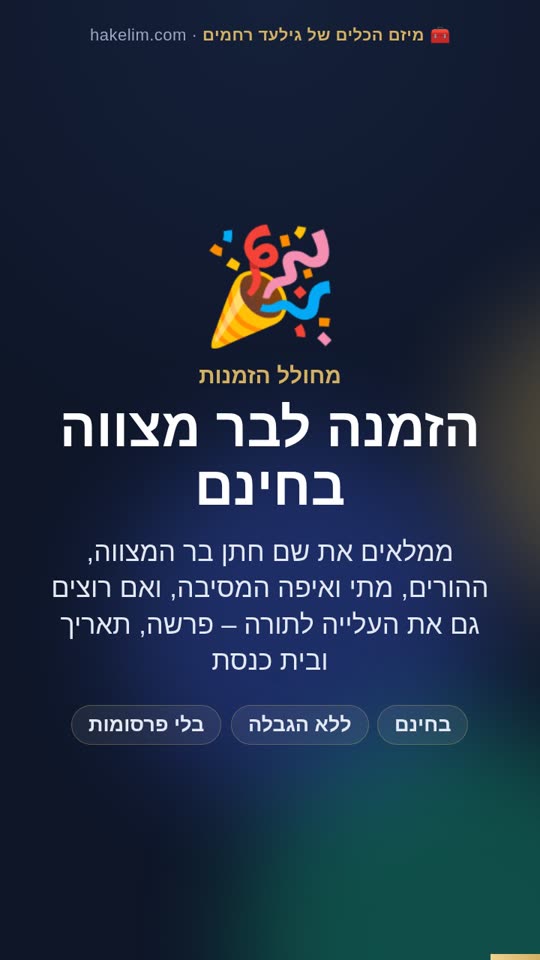 🧰 מיזם הכלים של גילעד רחמים · hakelim.com
מחולל הזמנות
הזמנה לבר מצווה
בחינם
ממלאים את שם חתן בר המצווה,
ההורים, מתי ואיפה המסיבה, ואם רוצים
גם את העלייה לתורה – פרשה, תאריך
ובית כנסת
בחינם
ללא הגבלה
בלי פרסומות